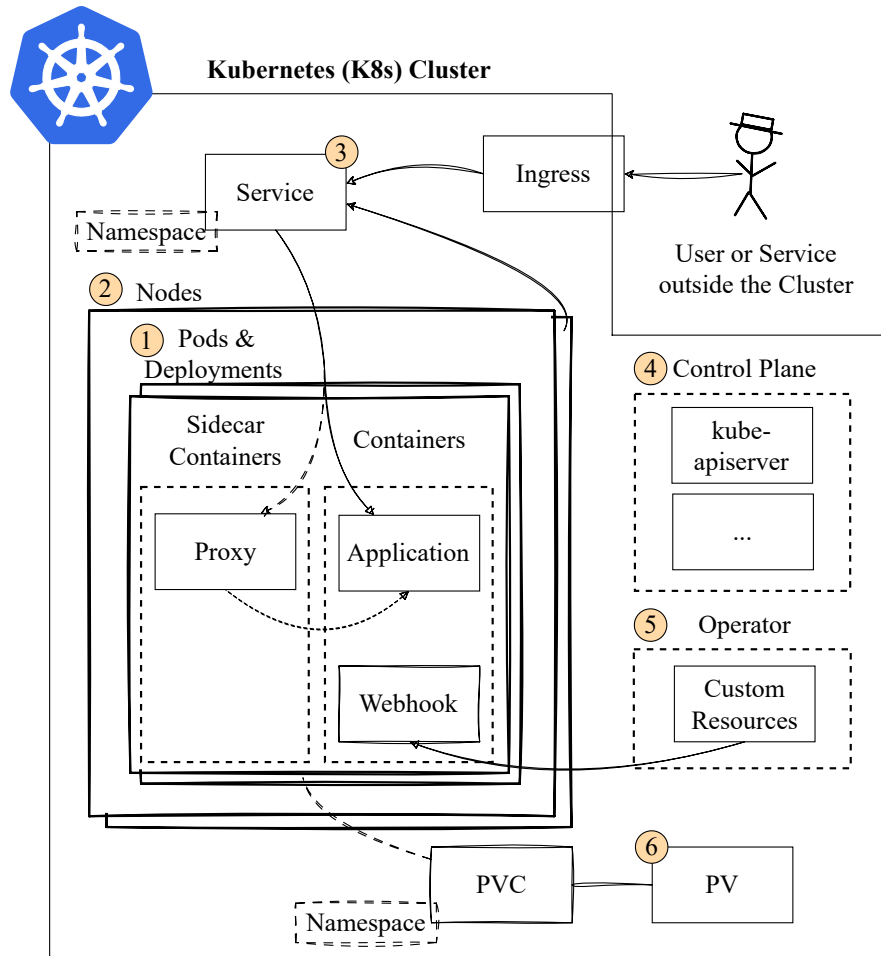 Kubernetes (K8s) Cluster
3
Service
Ingress
Namespace
User or Service
outside the Cluster
2
Nodes
1
Pods &
Deployments
4
Control Plane
Sidecar
Containers
Containers
kube-
apiserver
...
Proxy
Application
5
Operator
Webhook
Custom
Resources
6
PVC
PV
Namespace